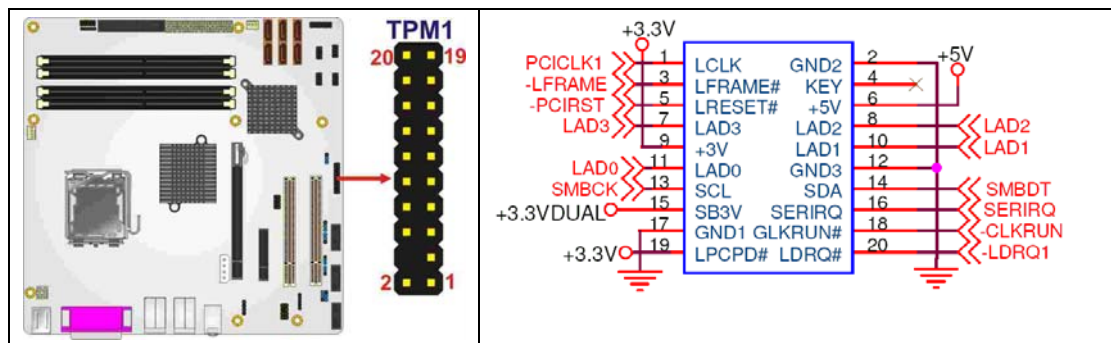 TPM1
20 19
2 1
+3.3V
PCICLK1 1 LCLK GND2 2 +5V
-LFRAME 3 LFRAME# KEY 4
-PCIRST 5 LRESET# +5V 6
LAD3 7 LAD3 LAD2 8 LAD2
9 +3V LAD1 10 LAD1
LAD0 11 LAD0 GND3 12
SMBCK 13 SCL SDA 14 SMBDT
+3.3VDUAL 15 SB3V SERIRQ 16 SERIRQ
17 GND1 GLKRUN# 18 -CLKRUN
+3.3V 19 LPCPD# LDRQ# 20 -LDRQ1